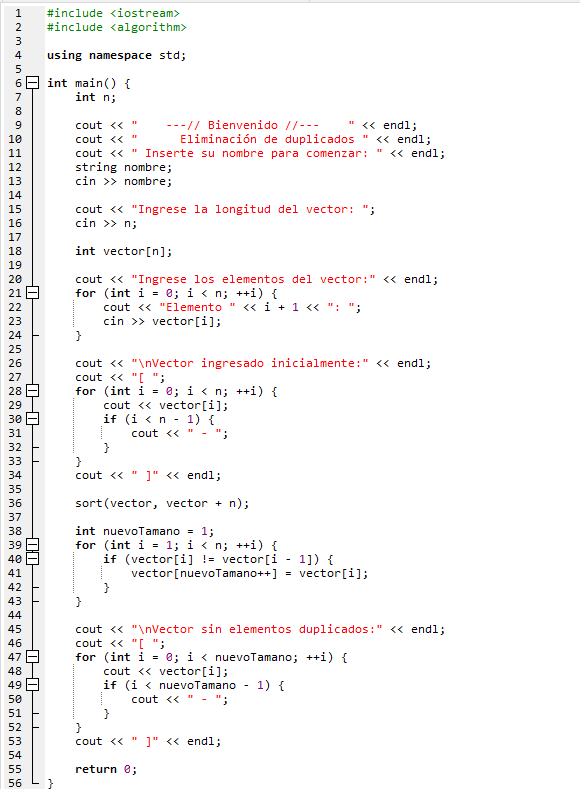 1 #include <iostream>
2 #include <algorithm>
3
4 using namespace std;
5
6 int main() {
7     int n;
8
9     cout << "    ---// Bienvenido //---    " << endl;
10     cout << "      Eliminación de duplicados " << endl;
11     cout << " Inserte su nombre para comenzar: " << endl;
12     string nombre;
13     cin >> nombre;
14
15     cout << "Ingrese la longitud del vector: ";
16     cin >> n;
17
18     int vector[n];
19
20     cout << "Ingrese los elementos del vector:" << endl;
21     for (int i = 0; i < n; ++i) {
22         cout << "Elemento " << i + 1 << ": ";
23         cin >> vector[i];
24     }
25
26     cout << "\nVector ingresado inicialmente:" << endl;
27     cout << "[ ";
28     for (int i = 0; i < n; ++i) {
29         cout << vector[i];
30         if (i < n - 1) {
31             cout << " - ";
32         }
33     }
34     cout << " ]" << endl;
35
36     sort(vector, vector + n);
37
38     int nuevoTamano = 1;
39     for (int i = 1; i < n; ++i) {
40         if (vector[i] != vector[i - 1]) {
41             vector[nuevoTamano++] = vector[i];
42         }
43     }
44
45     cout << "\nVector sin elementos duplicados:" << endl;
46     cout << "[ ";
47     for (int i = 0; i < nuevoTamano; ++i) {
48         cout << vector[i];
49         if (i < nuevoTamano - 1) {
50             cout << " - ";
51         }
52     }
53     cout << " ]" << endl;
54
55     return 0;
56 }